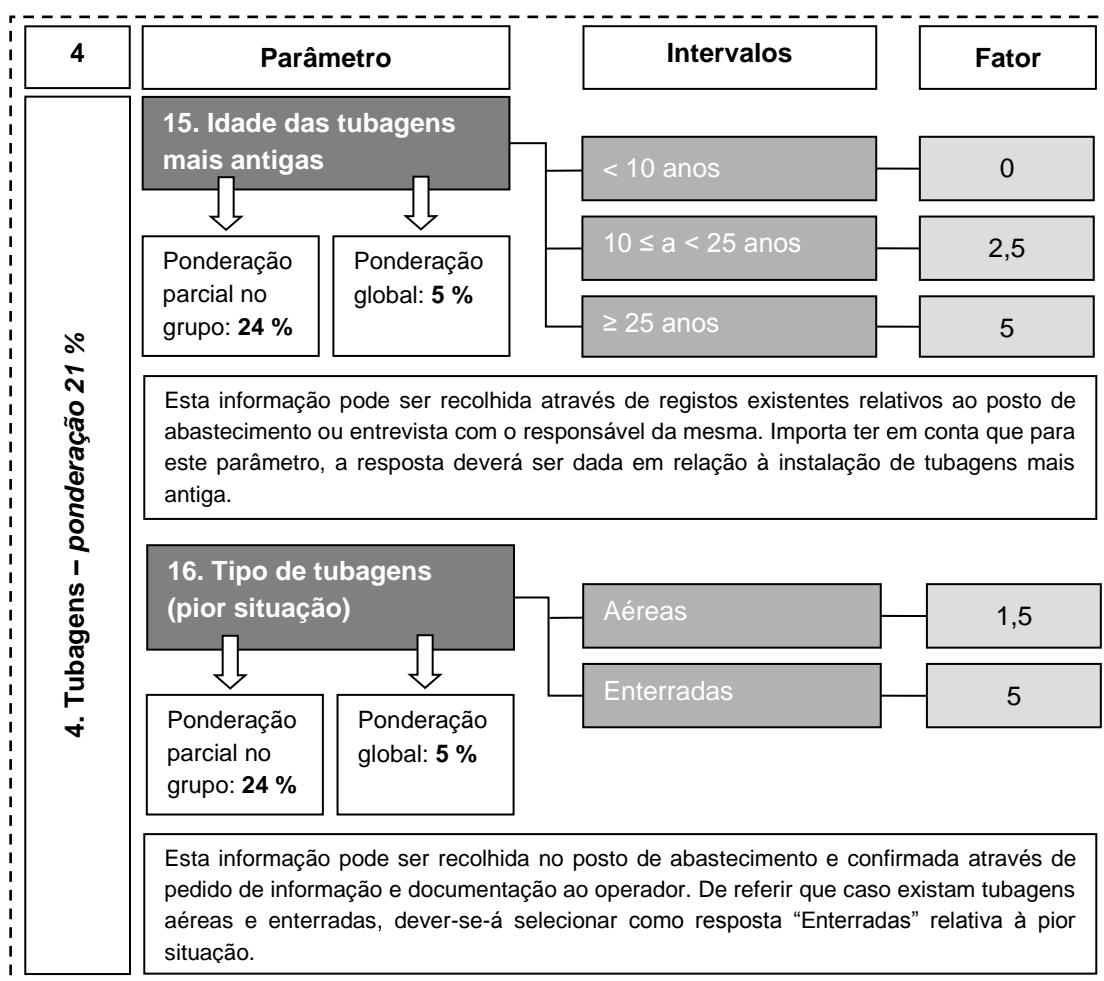 4
Parâmetro
Intervalos
Fator
4. Tubagens – ponderação 21 %
15. Idade das tubagens
mais antigas
< 10 anos
0
10 ≤ a < 25 anos
2,5
≥ 25 anos
5
Ponderação
parcial no
grupo: 24 %
Ponderação
global: 5 %
Esta informação pode ser recolhida através de registos existentes relativos ao posto de
abastecimento ou entrevista com o responsável da mesma. Importa ter em conta que para
este parâmetro, a resposta deverá ser dada em relação à instalação de tubagens mais
antiga.
16. Tipo de tubagens
(pior situação)
Aéreas
1,5
Enterradas
5
Ponderação
parcial no
grupo: 24 %
Ponderação
global: 5 %
Esta informação pode ser recolhida no posto de abastecimento e confirmada através de
pedido de informação e documentação ao operador. De referir que caso existam tubagens
aéreas e enterradas, dever-se-á selecionar como resposta “Enterradas” relativa à pior
situação.